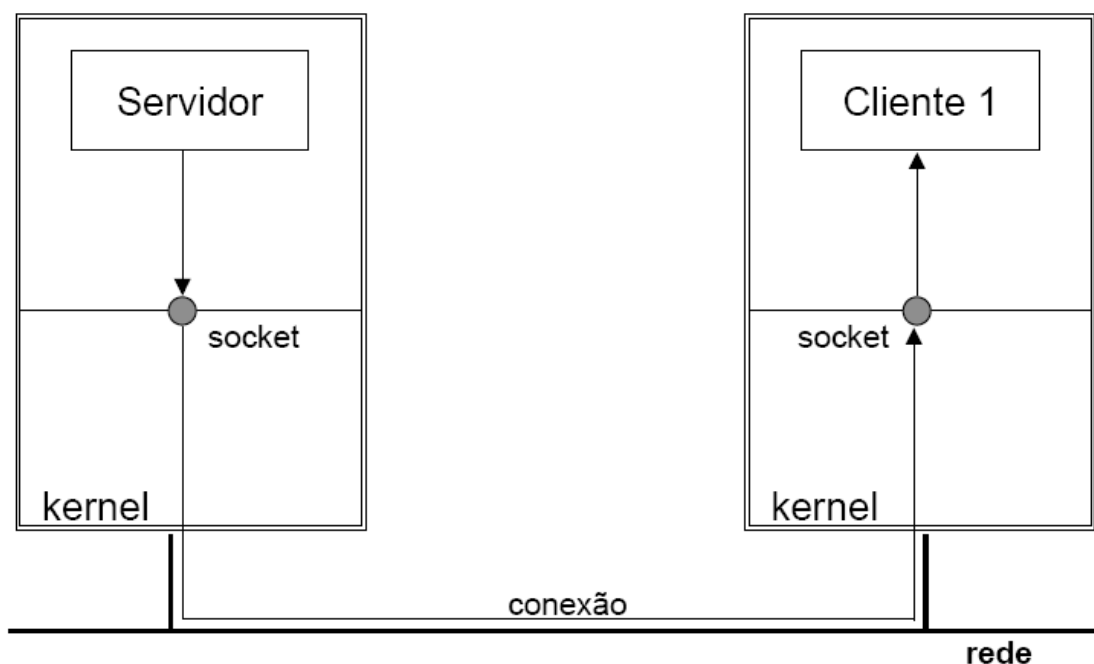 Servidor
Cliente 1
socket
socket
kernel
kernel
conexão
rede